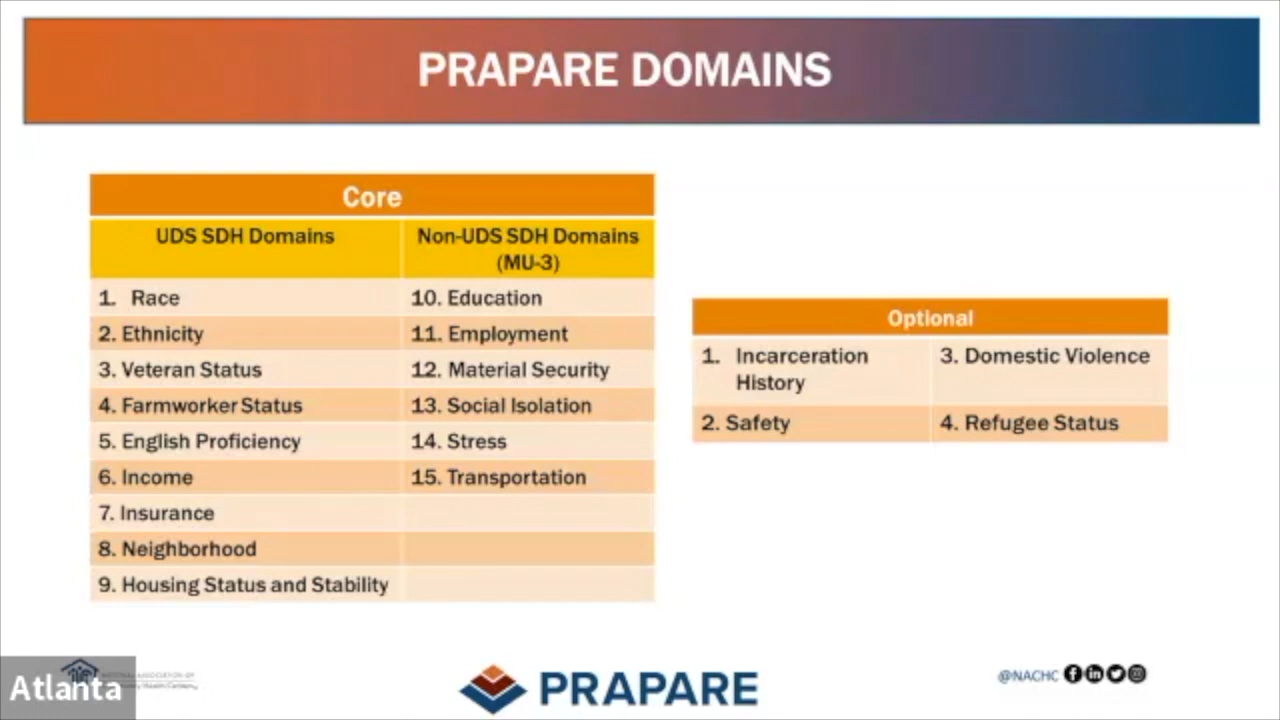 PRAPARE DOMAINS
Core
UDS SDH Domains
Non-UDS SDH Domains
(MU-3)
1. Race
10. Education
2. Ethnicity
11. Employment
3. Veteran Status
12. Material Security
4. Farmworker Status
13. Social Isolation
5. English Proficiency
14. Stress
6. Income
15. Transportation
7. Insurance
8. Neighborhood
9. Housing Status and Stability
Optional
1. Incarceration
History
3. Domestic Violence
2. Safety
4. Refugee Status
Atlanta
PRAPARE
@NACHC